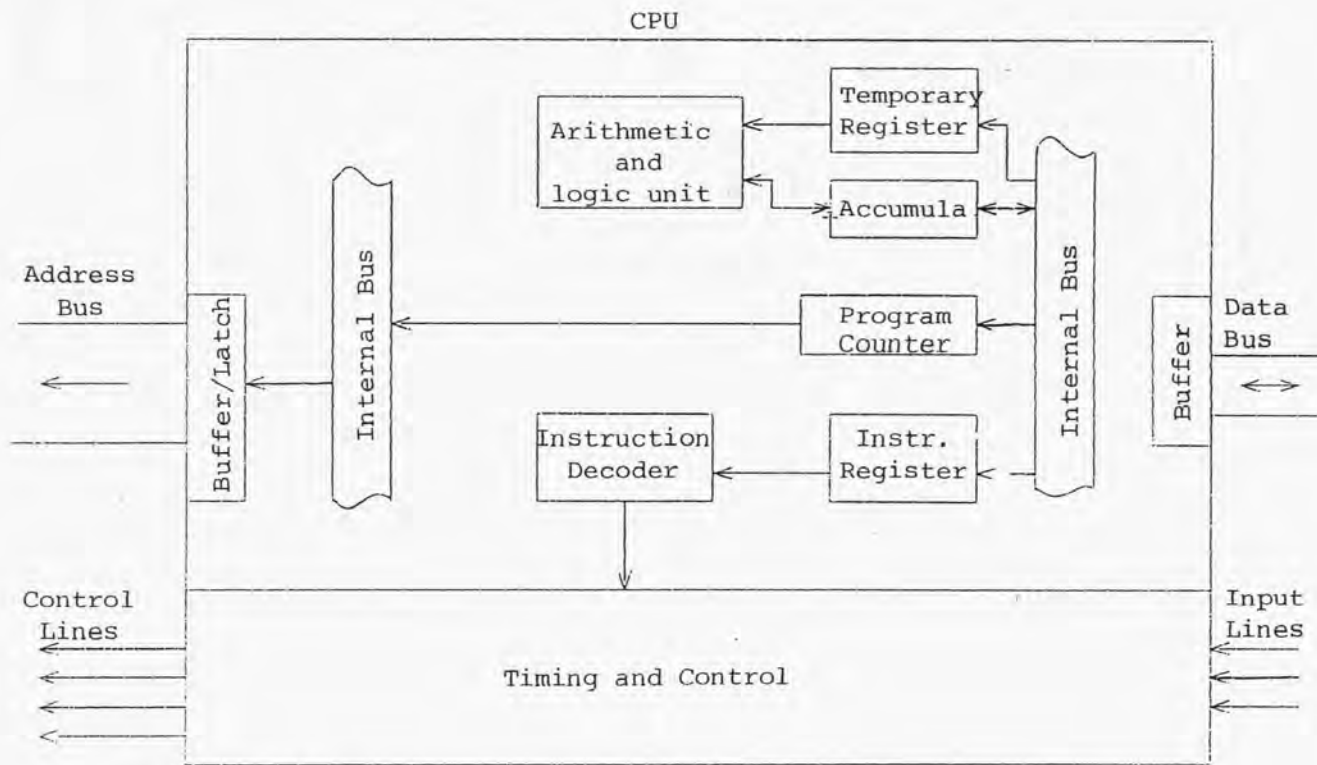 CPU
Temporary
Register
Arithmetic
and
logic unit
Accumula
Address
Bus
Buffer/Latch
Internal Bus
Program
Counter
Internal Bus
Buffer
Data
Bus
Instruction
Decoder
Instr.
Register
Control
Lines
Input
Lines
Timing and Control